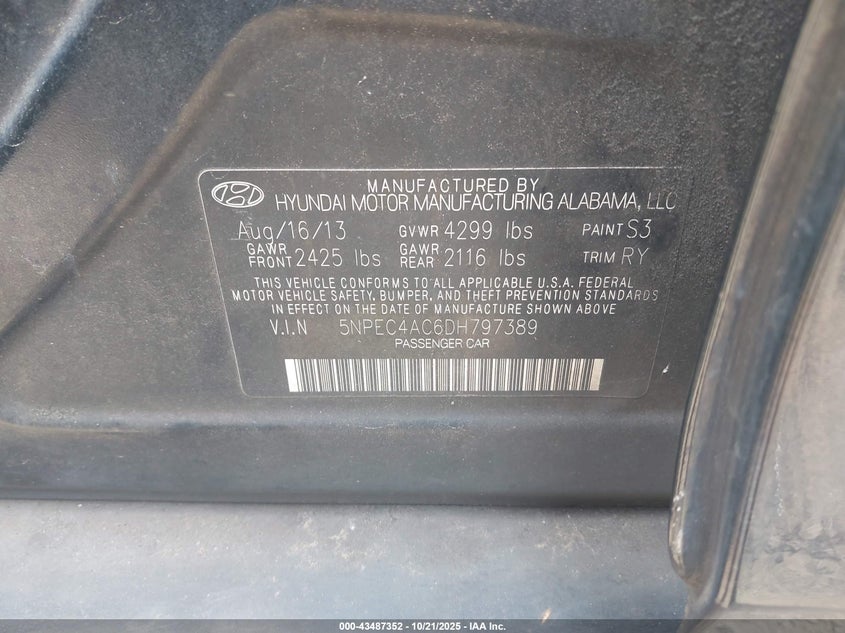 MANUFACTURED BY
HYUNDAI MOTOR MANUFACTURING ALABAMA, LLC
Aug/16/13 GVWR 4299 lbs PAINT S3
GAWR FRONT 2425 lbs GAWR REAR 2116 lbs TRIM RY
THIS VEHICLE CONFORMS TO ALL APPLICABLE U.S.A. FEDERAL
MOTOR VEHICLE SAFETY, BUMPER, AND THEFT PREVENTION STANDARDS
IN EFFECT ON THE DATE OF MANUFACTURE SHOWN ABOVE
V.I.N 5NPEC4AC6DH797389
PASSENGER CAR
000-43487352 | 10/21/2025 - IAA Inc.